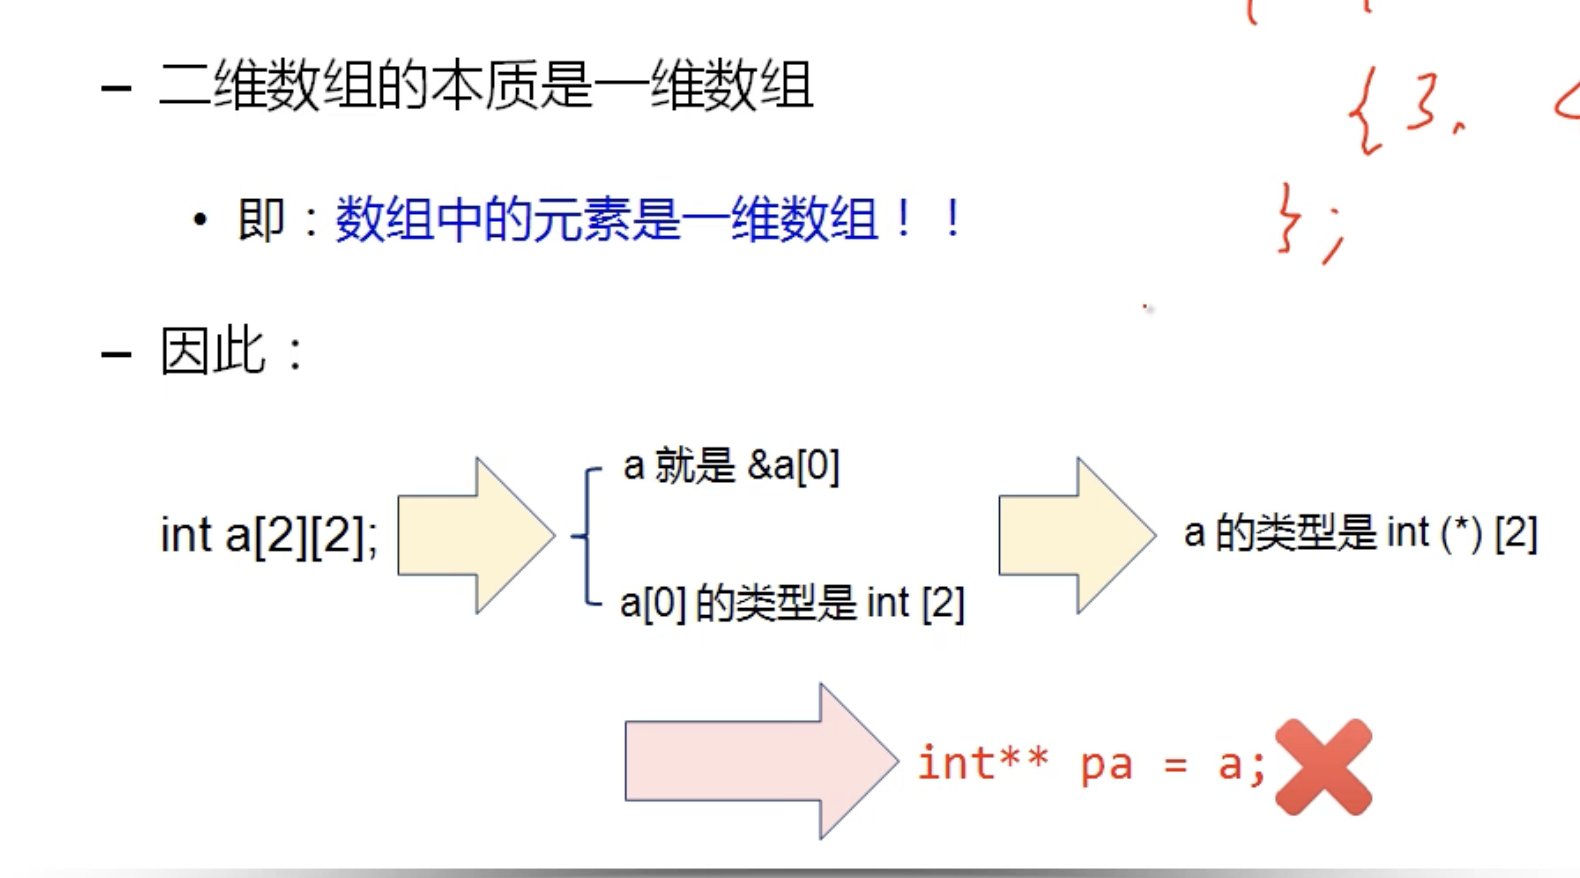 – 二维数组的本质是一维数组
{3.
• 即：数组中的元素是一维数组！！
};
– 因此：
a 就是 &a[0]
int a[2][2];
a 的类型是 int (*) [2]
a[0] 的类型是 int [2]
int** pa = a;